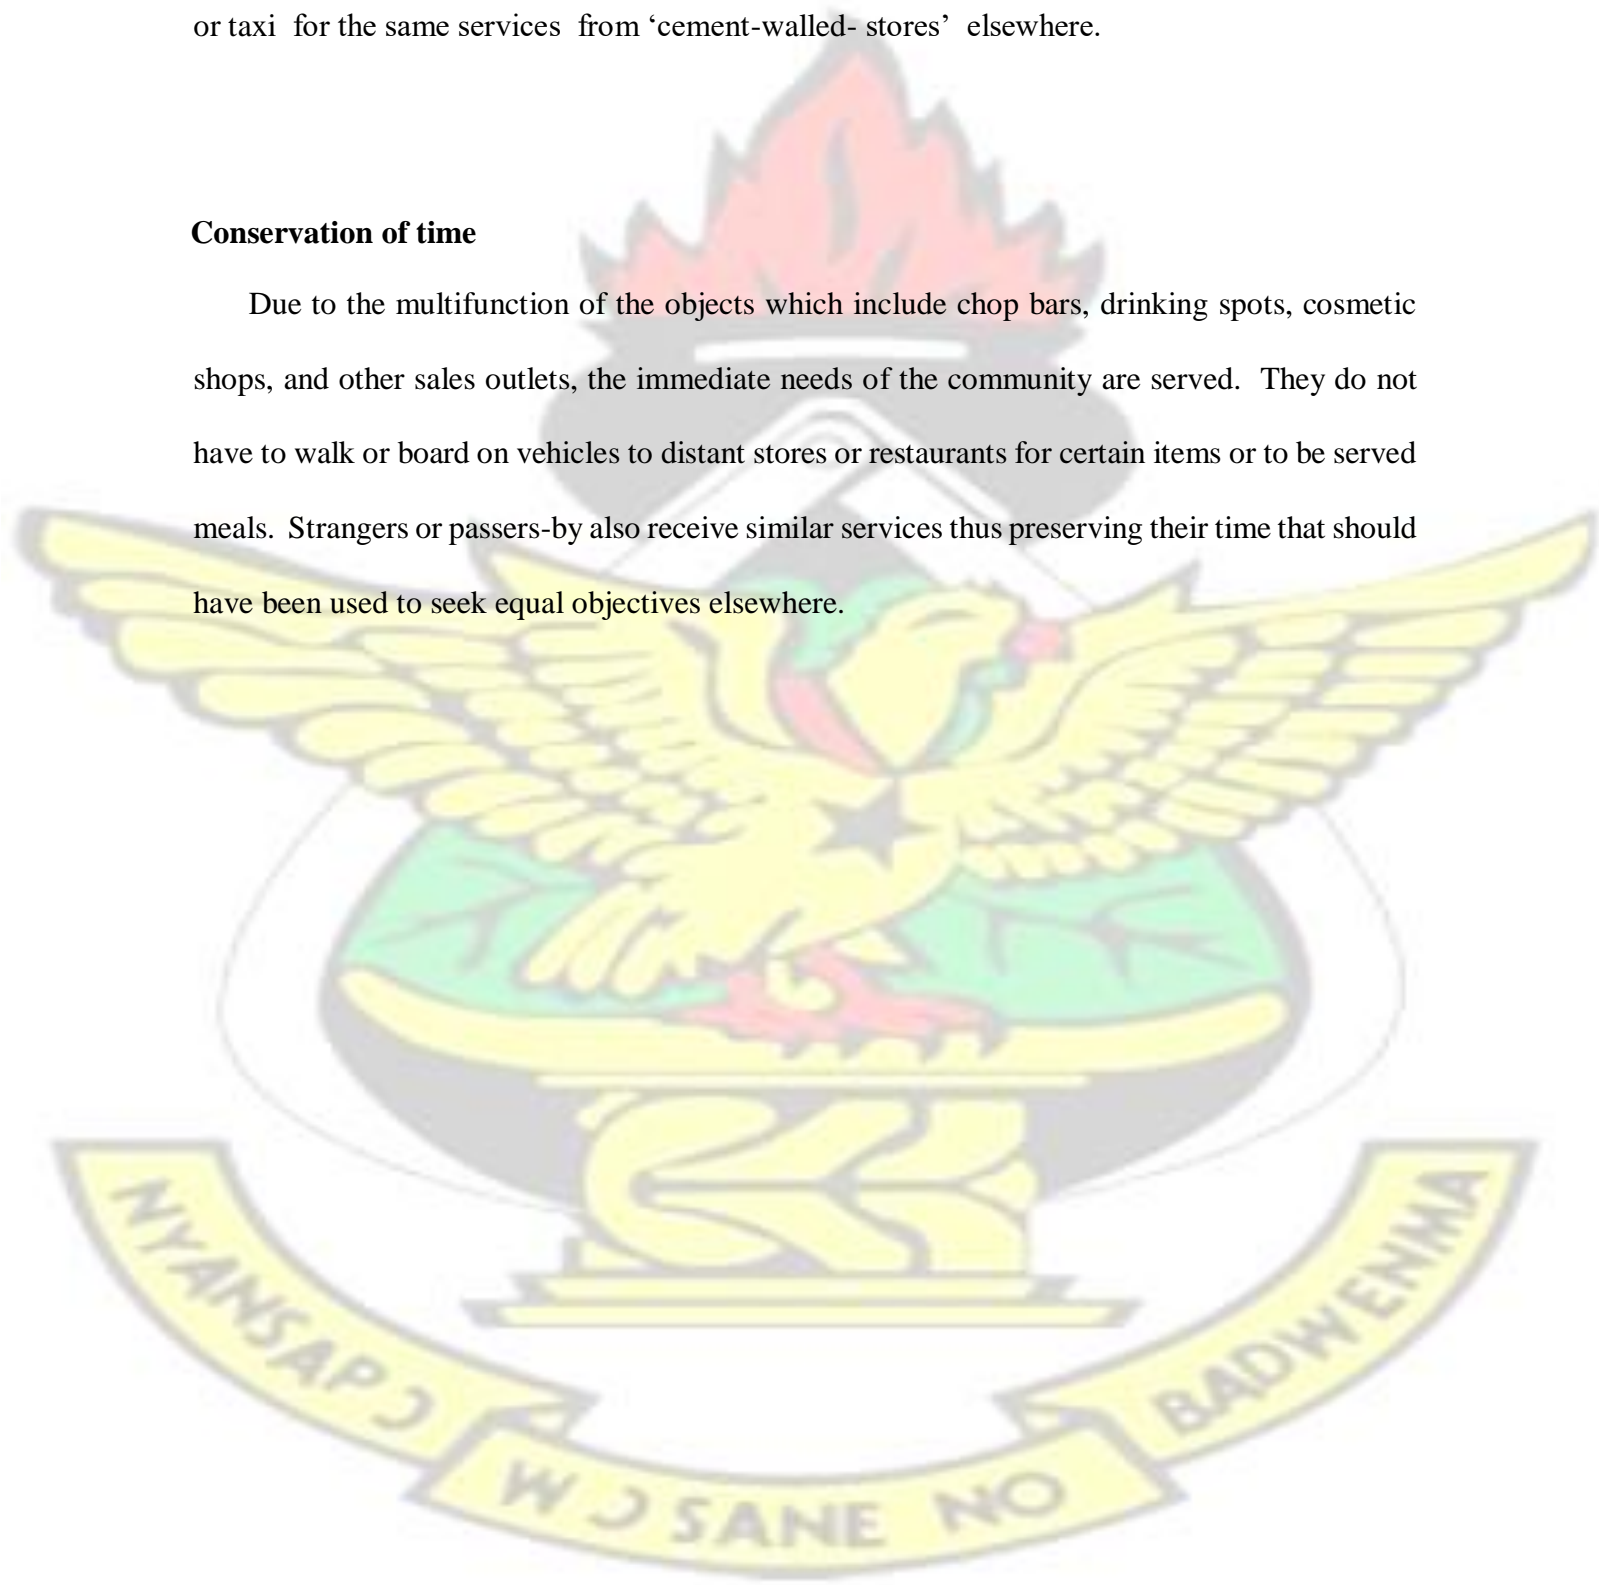 or taxi for the same services from ‘cement-walled- stores’ elsewhere.
Conservation of time
Due to the multifunction of the objects which include chop bars, drinking spots, cosmetic
shops, and other sales outlets, the immediate needs of the community are served. They do not
have to walk or board on vehicles to distant stores or restaurants for certain items or to be served
meals. Strangers or passers-by also receive similar services thus preserving their time that should
have been used to seek equal objectives elsewhere.
NYANSAPƆ
WƆSANE NO
BADWENMA